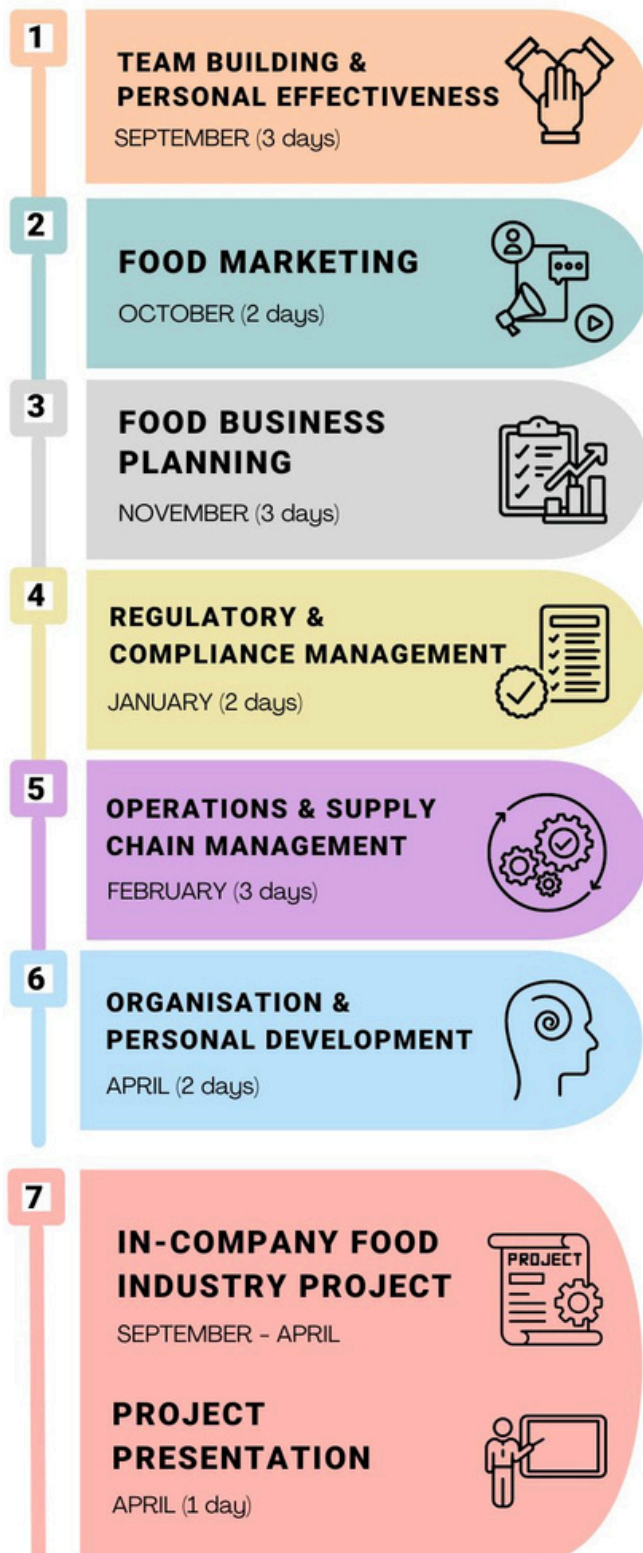 1
TEAM BUILDING &
PERSONAL EFFECTIVENESS
SEPTEMBER (3 days)
2
FOOD MARKETING
OCTOBER (2 days)
3
FOOD BUSINESS
PLANNING
NOVEMBER (3 days)
4
REGULATORY &
COMPLIANCE MANAGEMENT
JANUARY (2 days)
5
OPERATIONS & SUPPLY
CHAIN MANAGEMENT
FEBRUARY (3 days)
6
ORGANISATION &
PERSONAL DEVELOPMENT
APRIL (2 days)
7
IN-COMPANY FOOD
INDUSTRY PROJECT
SEPTEMBER - APRIL
PROJECT
PROJECT
PRESENTATION
APRIL (1 day)